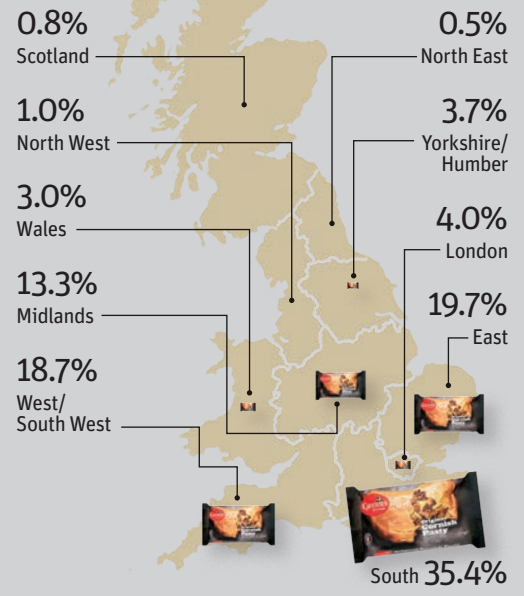 0.8%
Scotland
1.0%
North West
3.0%
Wales
13.3%
Midlands
18.7%
West/
South West
0.5%
North East
3.7%
Yorkshire/
Humber
4.0%
London
19.7%
East
Original
Cornish
Pasty
South 35.4%